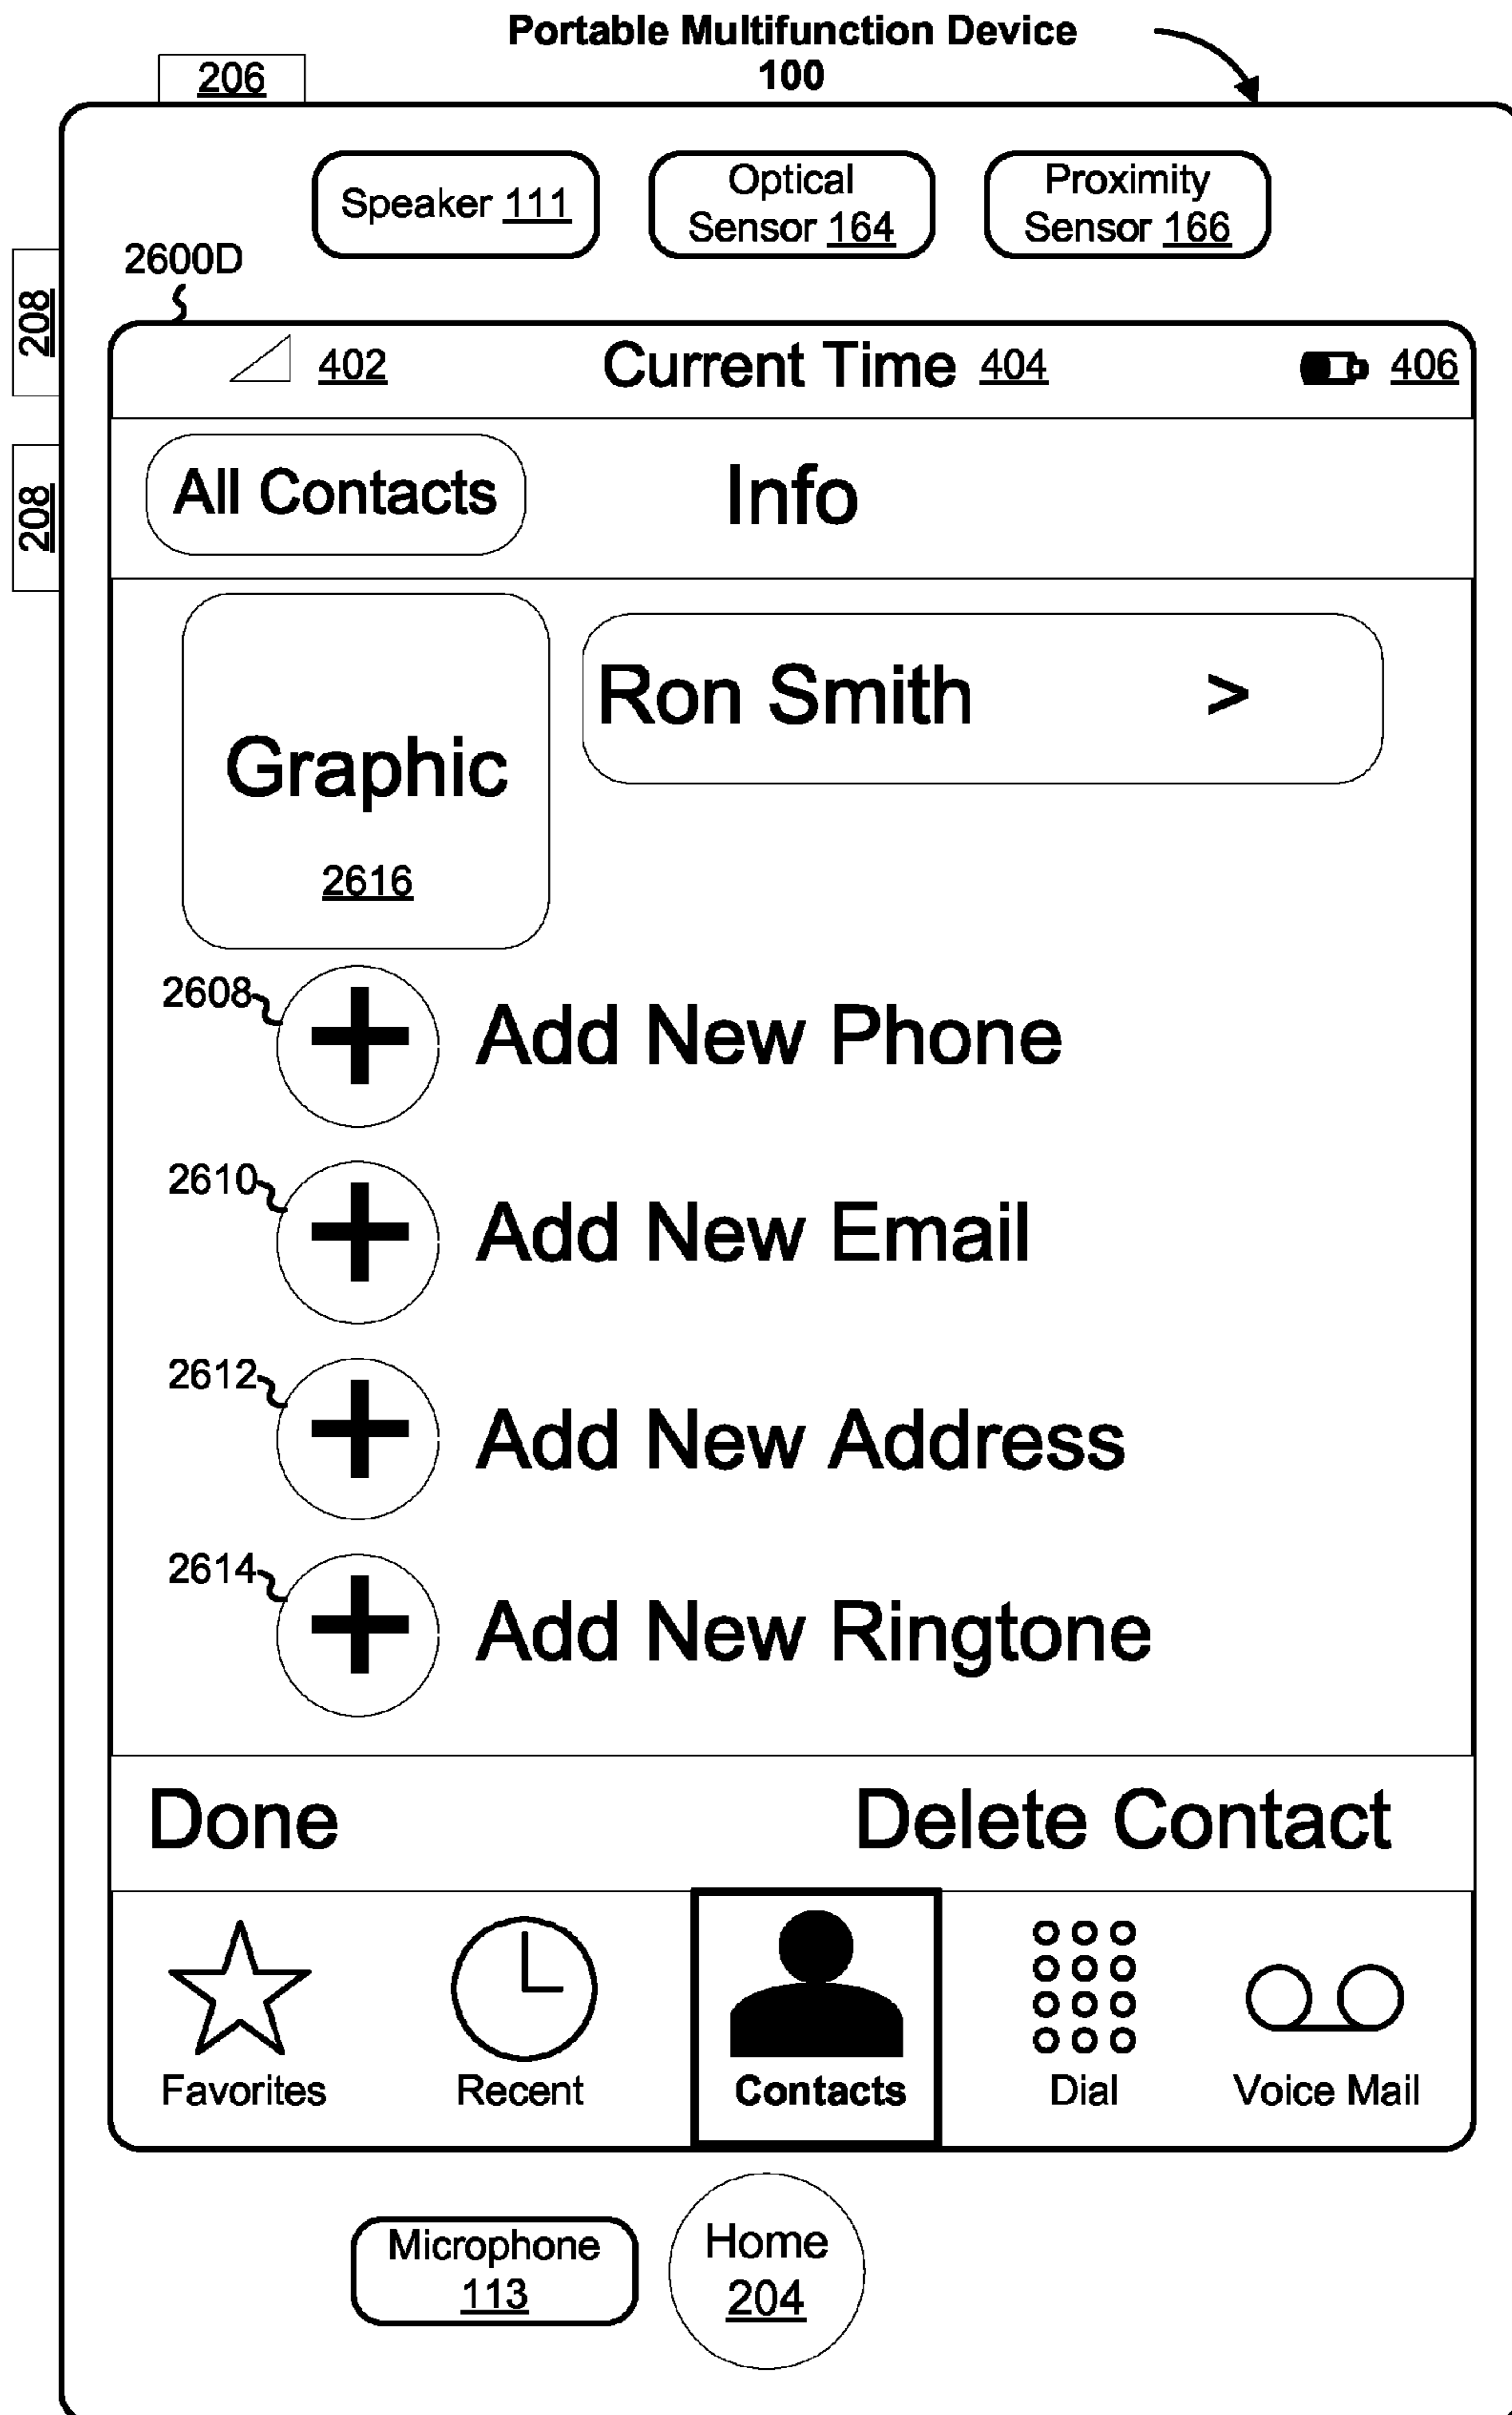 Portable Multifunction Device
100
206
Speaker 111
Optical
Sensor 164
Proximity
Sensor 166
2600D
208
208
402
Current Time 404
406
All Contacts
Info
Ron Smith >
Graphic
2616
2608
Add New Phone
2610
Add New Email
2612
Add New Address
2614
Add New Ringtone
Done
Delete Contact
Favorites
Recent
Contacts
Dial
Voice Mail
Microphone
113
Home
204